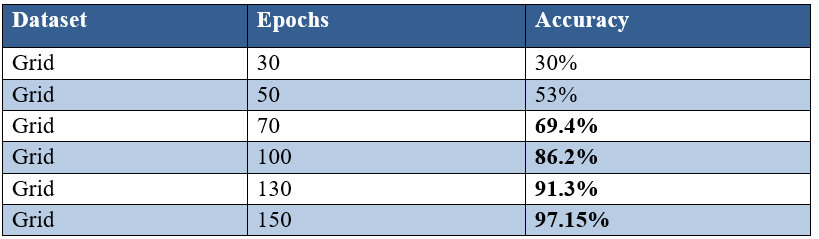 Dataset Epochs Accuracy
Grid 30 30%
Grid 50 53%
Grid 70 69.4%
Grid 100 86.2%
Grid 130 91.3%
Grid 150 97.15%